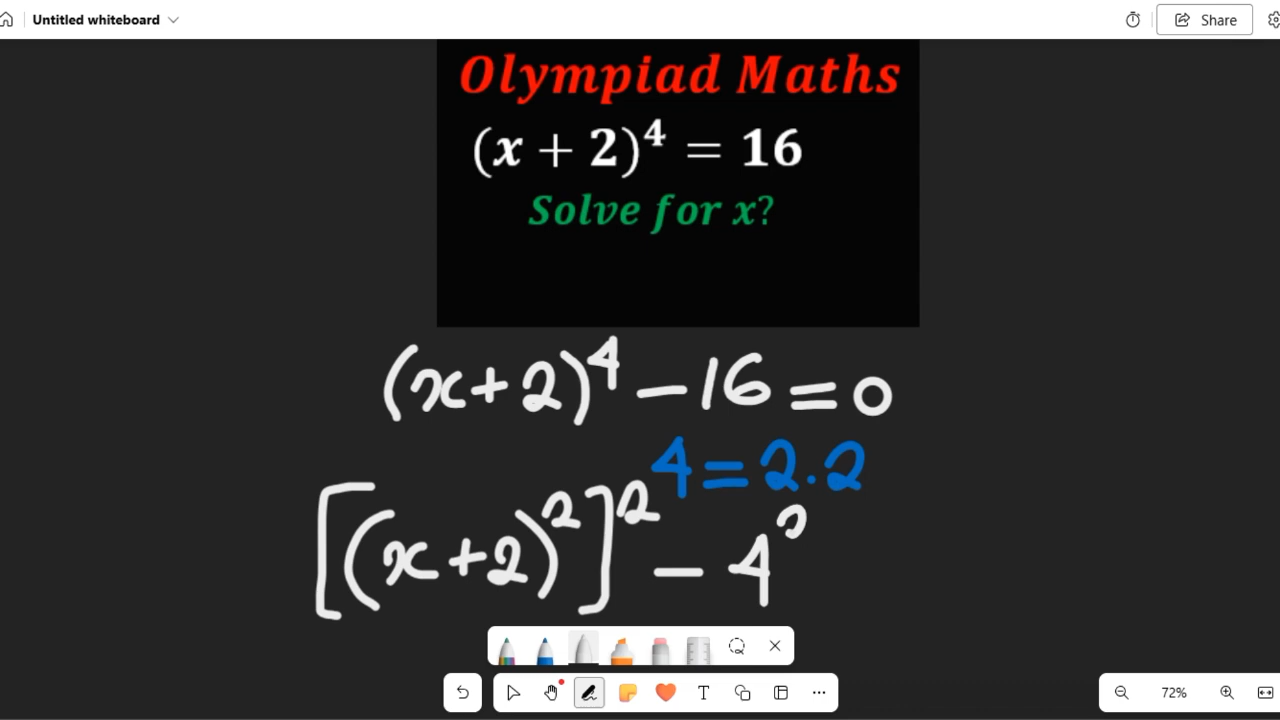 Untitled whiteboard
Share
Olympiad Maths
(x + 2)⁴ = 16
Solve for x?
(x+2)⁴ – 16 = 0
4 = 2.2
[(x+2)²]² – 4²
T
72%